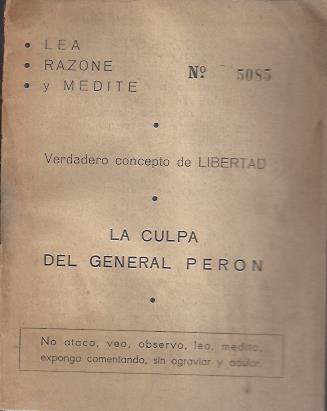 • LEA
• RAZONE
• y MEDITE
Nº 5085
•
Verdadero concepto de LIBERTAD
•
LA CULPA
DEL GENERAL PERON
•
No ataco, veo, observo, leo, medito,
expongo comentando, sin agraviar y adular.